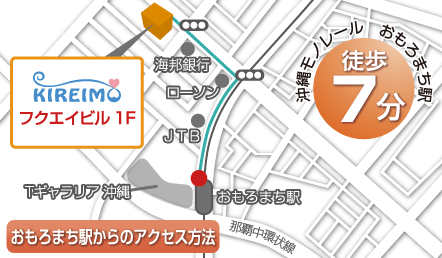 沖縄モノレール おもろまち駅
徒歩
7分
海邦銀行
ローソン
KIREIMO
フクエイビル 1F
JTB
Tギャラリア 沖縄
おもろまち駅
那覇中環状線
おもろまち駅からのアクセス方法